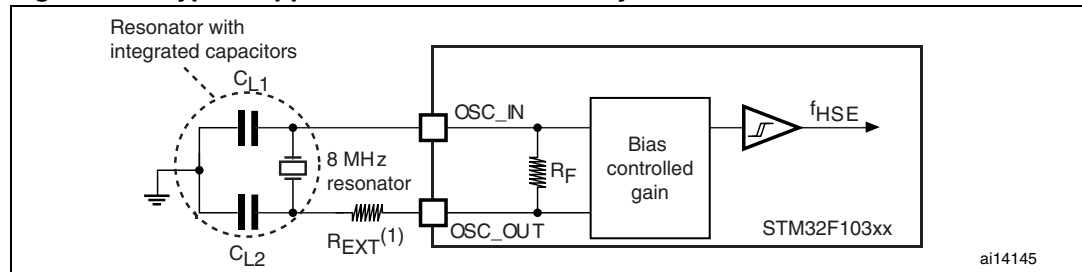 Resonator with
integrated capacitors
CL1
OSC_IN
fHSE
8 MHz
resonator
RF
Bias
controlled
gain
REXT(1)
OSC_OUT
STM32F103xx
CL2
ai14145